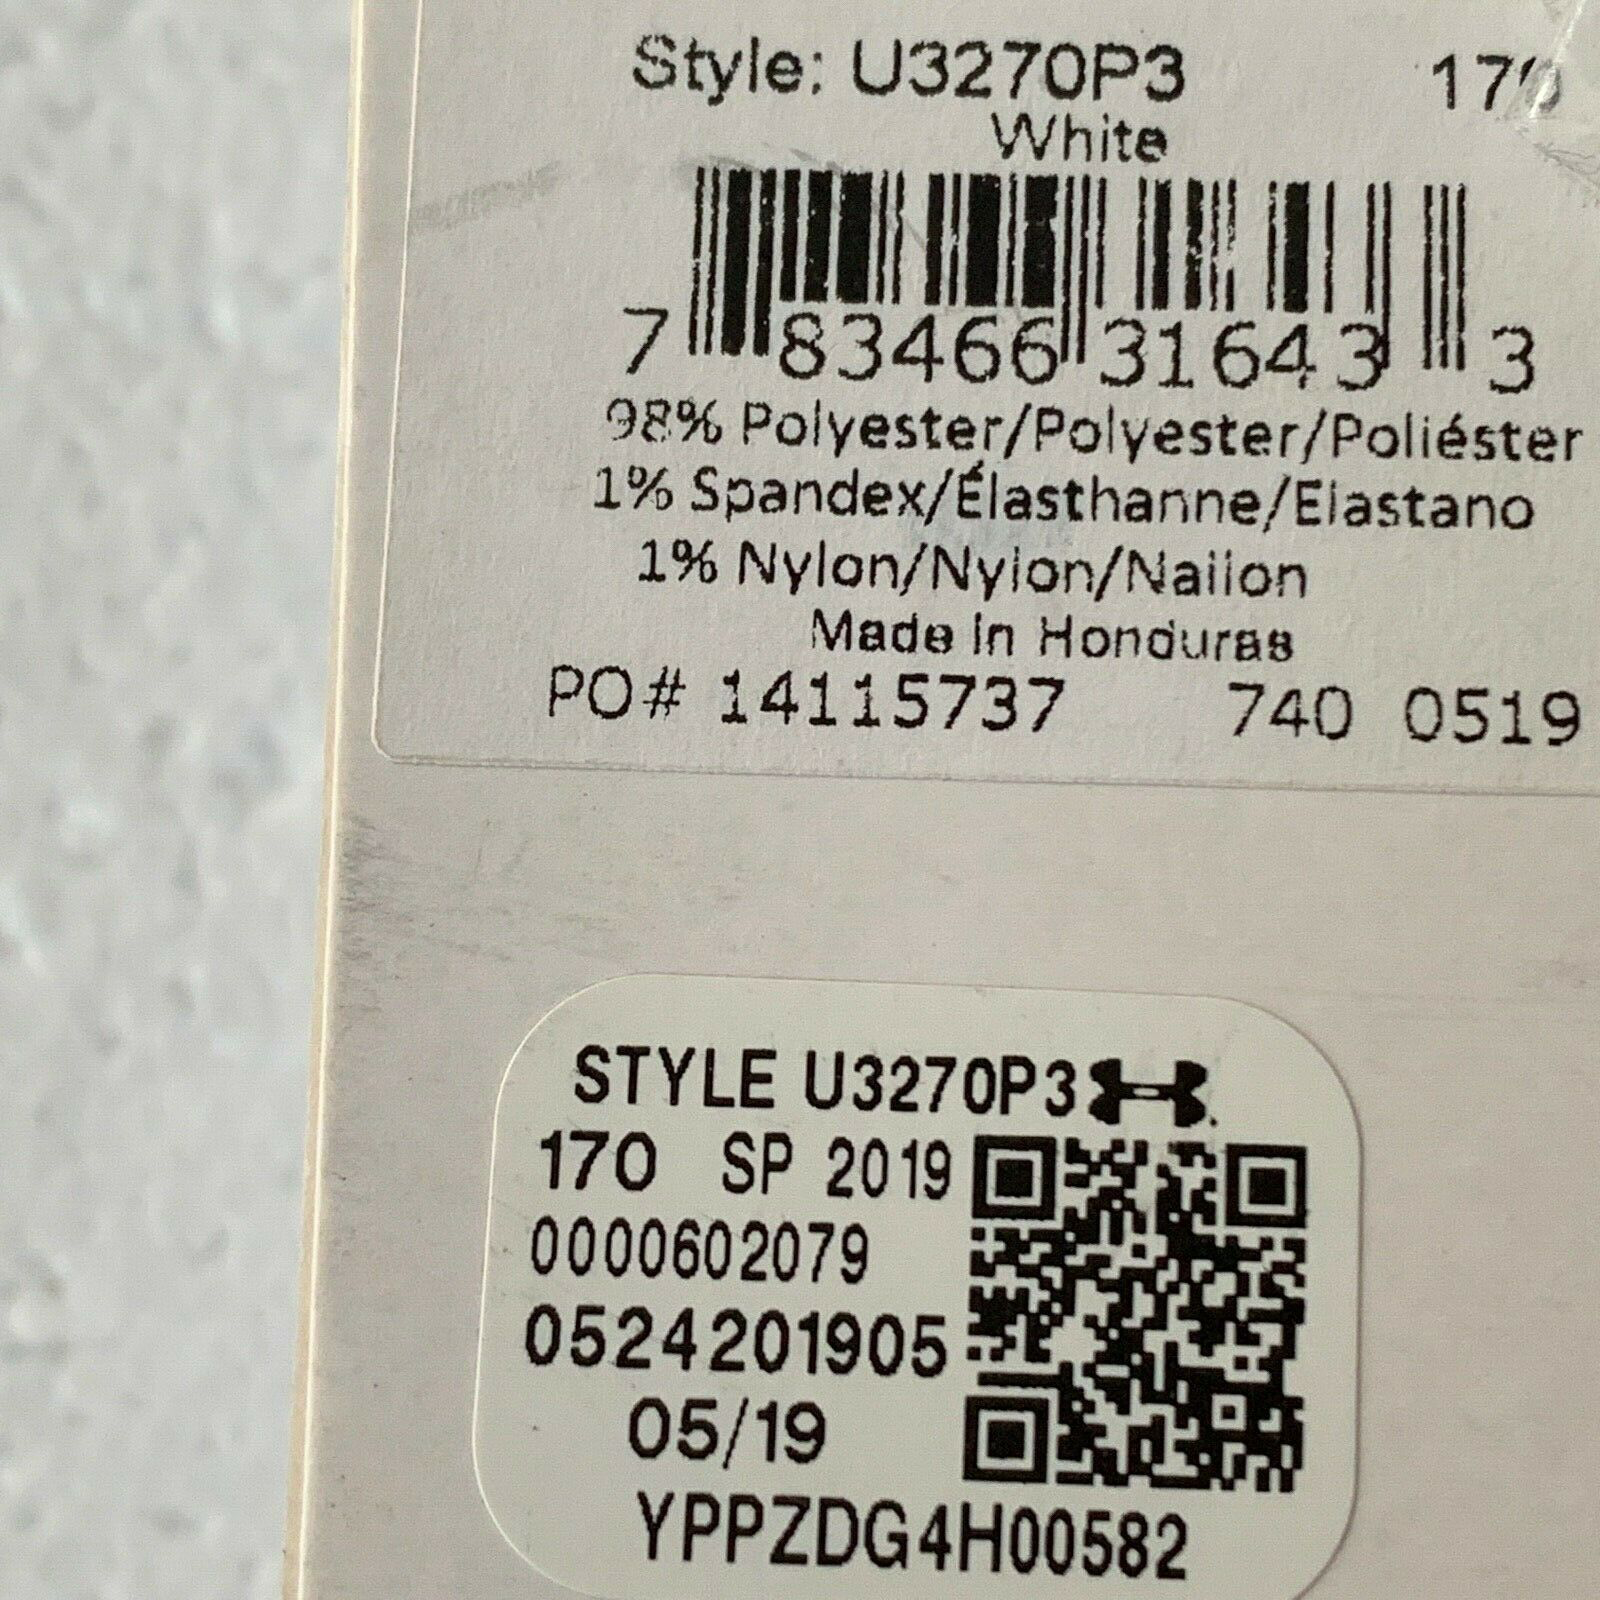 Style: U3270P3 170
White
7 83466 31643 3
98% Polyester/Polyester/Poliéster
1% Spandex/Élasthanne/Elastano
1% Nylon/Nylon/Nailon
Made In Honduras
PO# 14115737 740 0519
STYLE U3270P3
170 SP 2019
0000602079
0524201905
05/19
YPPZDG4H00582